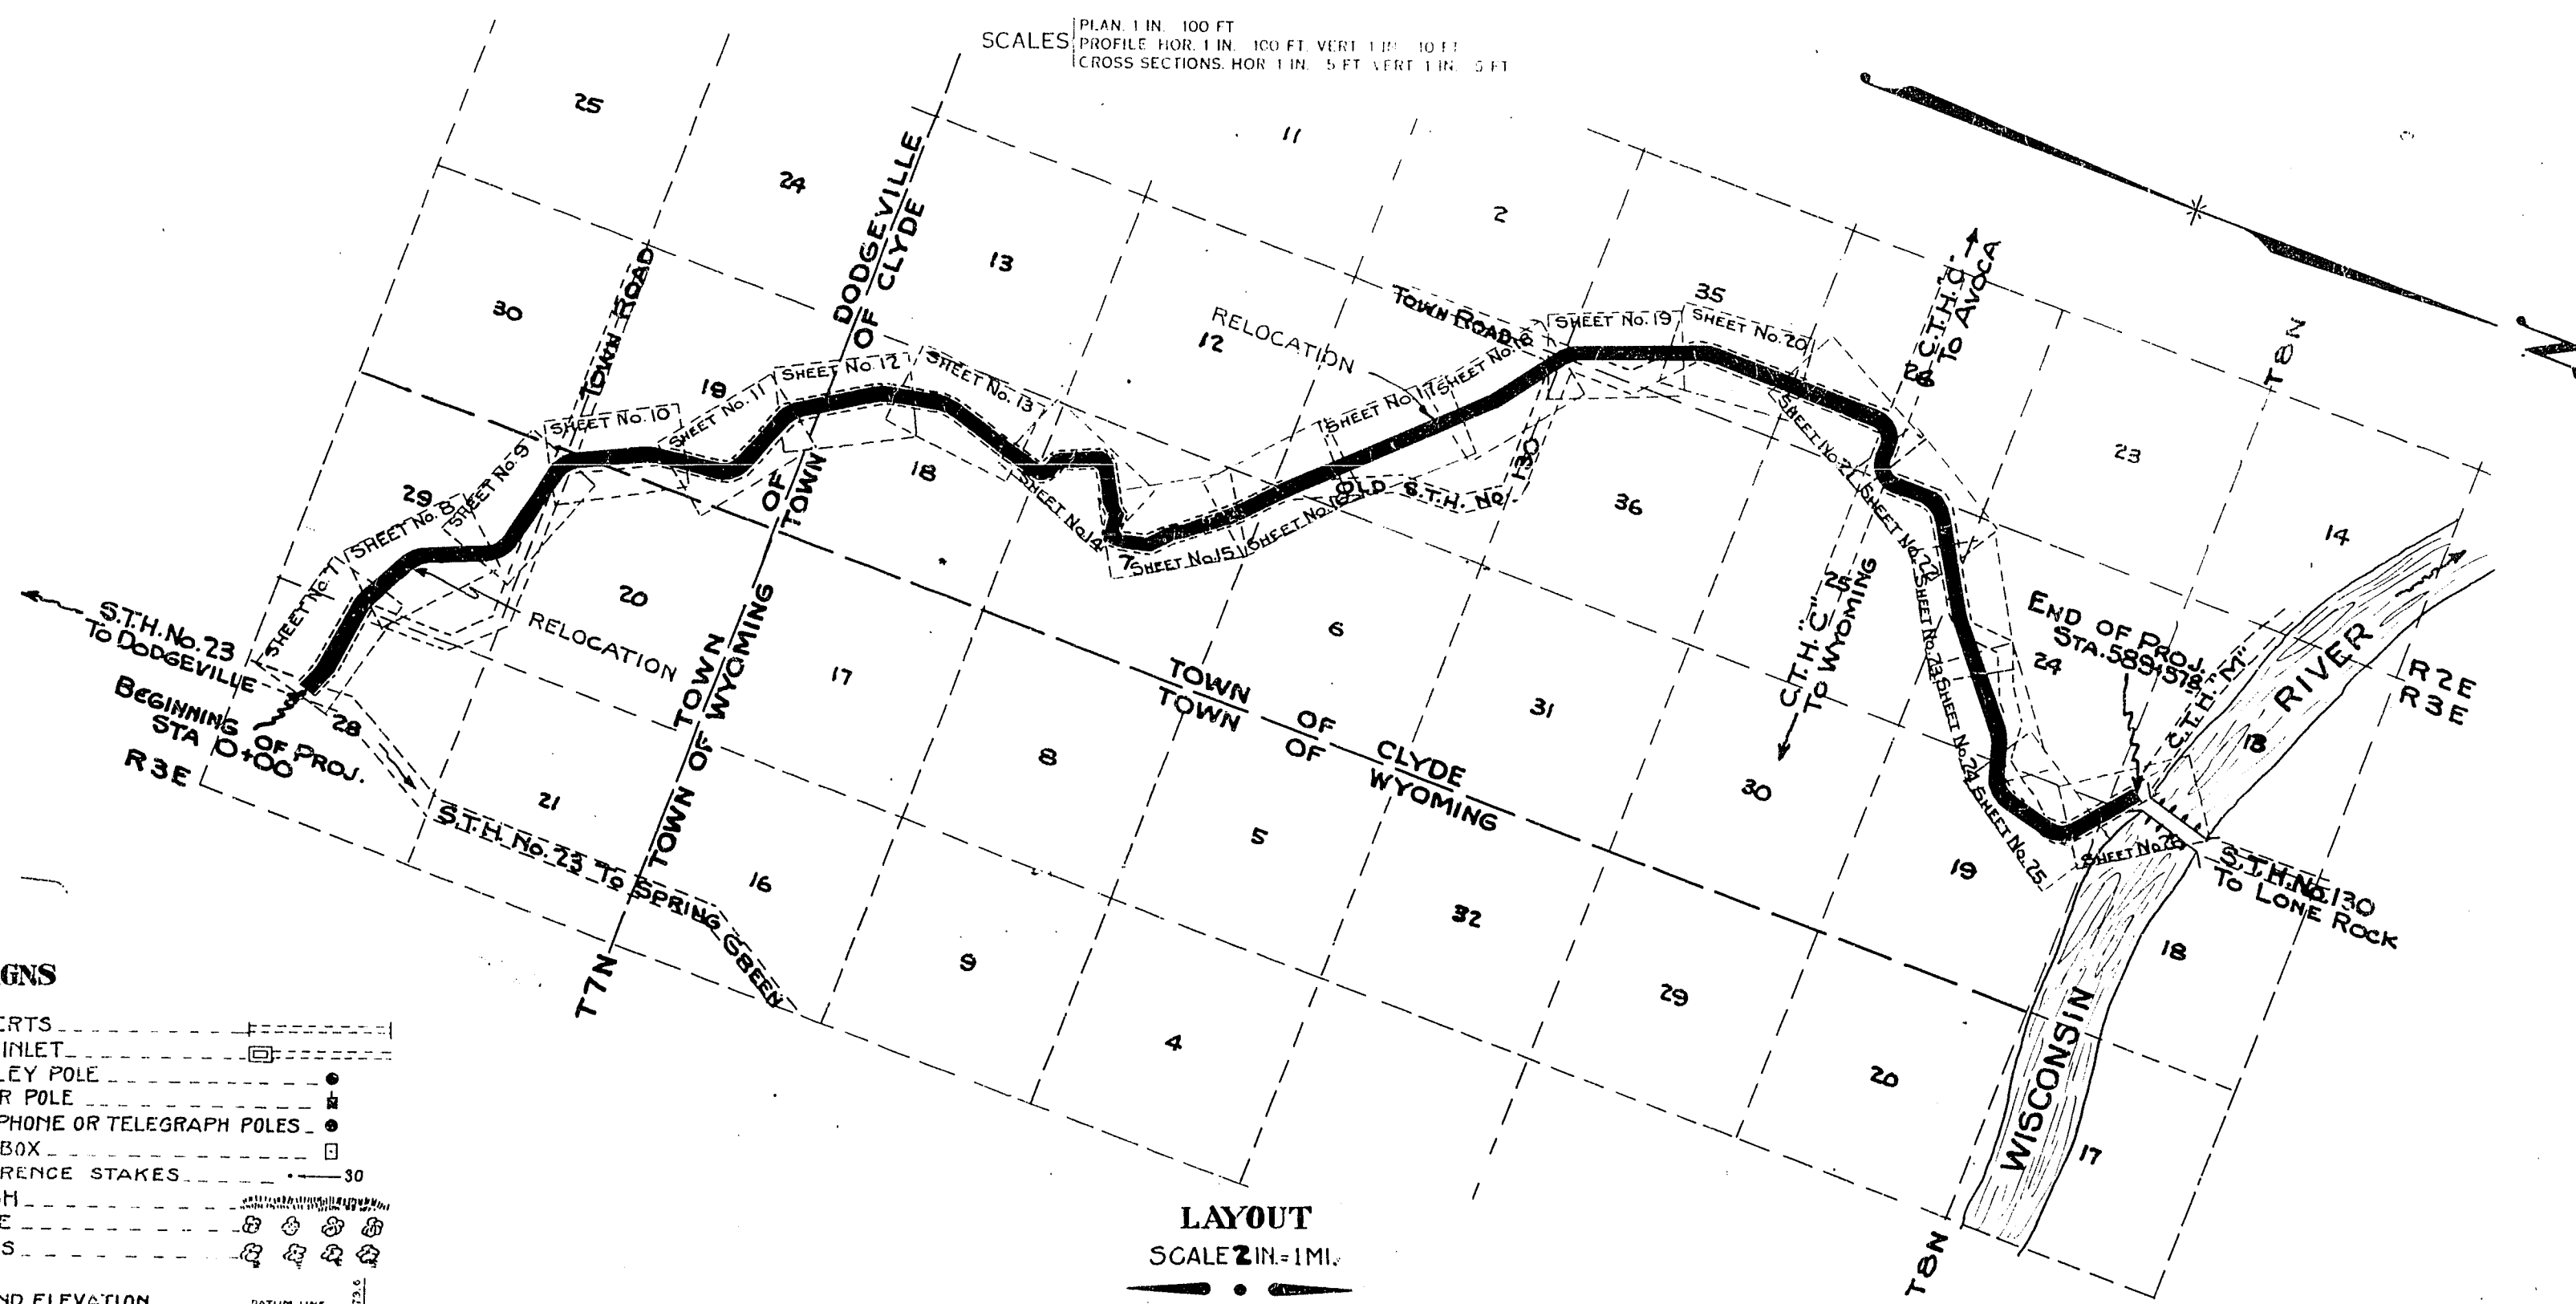 SCALES
PLAN. 1 IN. 100 FT
PROFILE HOR. 1 IN. 100 FT. VERT 1 IN 10 FT
CROSS SECTIONS. HOR 1 IN. 5 FT VERT 1 IN. 5 FT
25
24
13
11
12
2
35
26
23
14
30
19
18
7
36
25
24
13
29
20
17
6
31
30
19
18
28
21
16
8
5
32
29
20
17
9
4
TOWN ROAD
DODGEVILLE
OF CLYDE
OF
TOWN
TOWN
OF WYOMING
TOWN OF WYOMING
T7N
RELOCATION
TOWN ROAD
RELOCATION
OLD S.T.H. No. 130
C.T.H. "C"
TO AVOCA
C.T.H. "C"
TO WYOMING
T8N
N
SHEET No. 7
SHEET No. 8
SHEET No. 9
SHEET No. 10
SHEET No. 11
SHEET No. 12
SHEET No. 13
SHEET No. 14
SHEET No. 15
SHEET No. 16
SHEET No. 17
SHEET No. 18
SHEET No. 19
SHEET No. 20
SHEET No. 21
SHEET No. 22
SHEET No. 23
SHEET No. 24
SHEET No. 25
SHEET No. 26
S.T.H. No. 23
TO DODGEVILLE
BEGINNING OF PROJ.
STA 0+00
R3E
S.T.H. No. 23 TO SPRING GREEN
TOWN OF CLYDE
TOWN OF WYOMING
END OF PROJ.
STA. 589+578
C.T.H. "M"
WISCONSIN RIVER
R2E
R3E
S.T.H. No. 130
TO LONE ROCK
T8N
GNS
ERTS
INLET
LEY POLE
R POLE
PHONE OR TELEGRAPH POLES
BOX
RENCE STAKES 30
SH
E
S
ND ELEVATION
DATUM LINE
73.6
LAYOUT
SCALE 2 IN. = 1 MI.